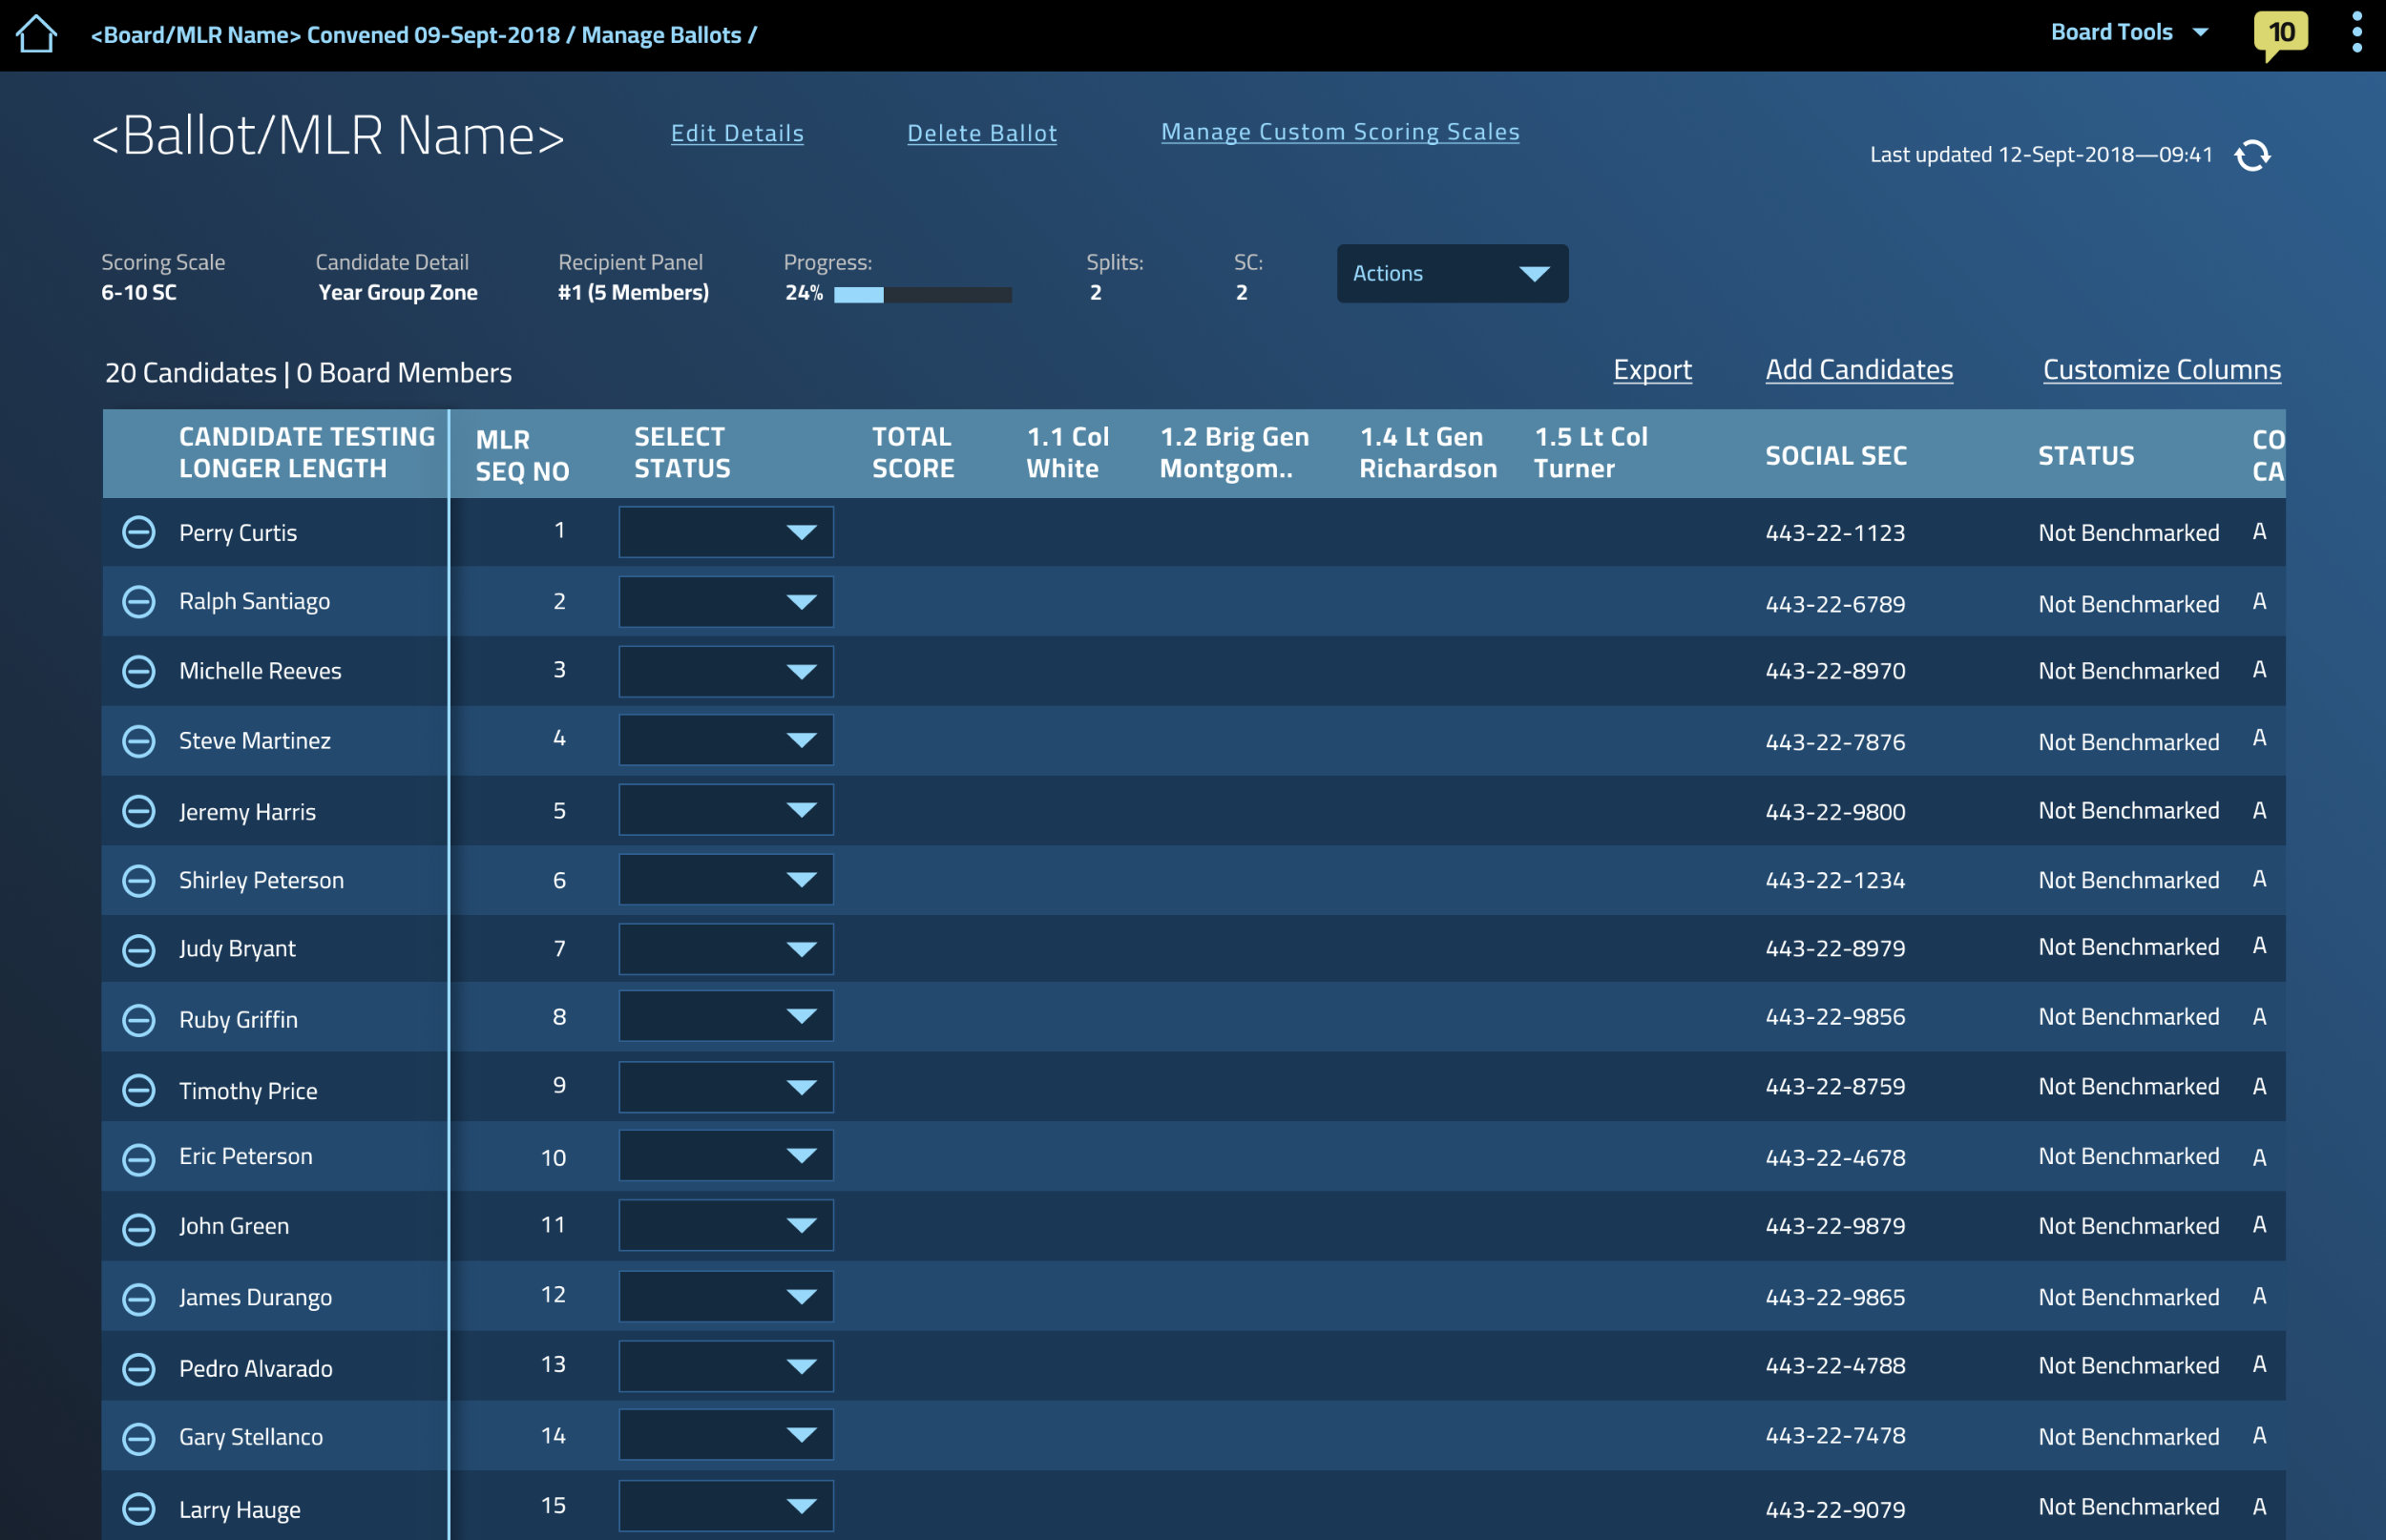 <Board/MLR Name> Convened 09-Sept-2018 / Manage Ballots /
Board Tools
10
<Ballot/MLR Name>
Edit Details
Delete Ballot
Manage Custom Scoring Scales
Last updated 12-Sept-2018—09:41
Scoring Scale
6-10 SC
Candidate Detail
Year Group Zone
Recipient Panel
#1 (5 Members)
Progress:
24%
Splits:
2
SC:
2
Actions
20 Candidates | 0 Board Members
Export
Add Candidates
Customize Columns
CANDIDATE TESTING
LONGER LENGTH
MLR
SEQ NO
SELECT
STATUS
TOTAL
SCORE
1.1 Col
White
1.2 Brig Gen
Montgom..
1.4 Lt Gen
Richardson
1.5 Lt Col
Turner
SOCIAL SEC
STATUS
CO
CA
Perry Curtis 1 443-22-1123 Not Benchmarked A
Ralph Santiago 2 443-22-6789 Not Benchmarked A
Michelle Reeves 3 443-22-8970 Not Benchmarked A
Steve Martinez 4 443-22-7876 Not Benchmarked A
Jeremy Harris 5 443-22-9800 Not Benchmarked A
Shirley Peterson 6 443-22-1234 Not Benchmarked A
Judy Bryant 7 443-22-8979 Not Benchmarked A
Ruby Griffin 8 443-22-9856 Not Benchmarked A
Timothy Price 9 443-22-8759 Not Benchmarked A
Eric Peterson 10 443-22-4678 Not Benchmarked A
John Green 11 443-22-9879 Not Benchmarked A
James Durango 12 443-22-9865 Not Benchmarked A
Pedro Alvarado 13 443-22-4788 Not Benchmarked A
Gary Stellanco 14 443-22-7478 Not Benchmarked A
Larry Hauge 15 443-22-9079 Not Benchmarked A